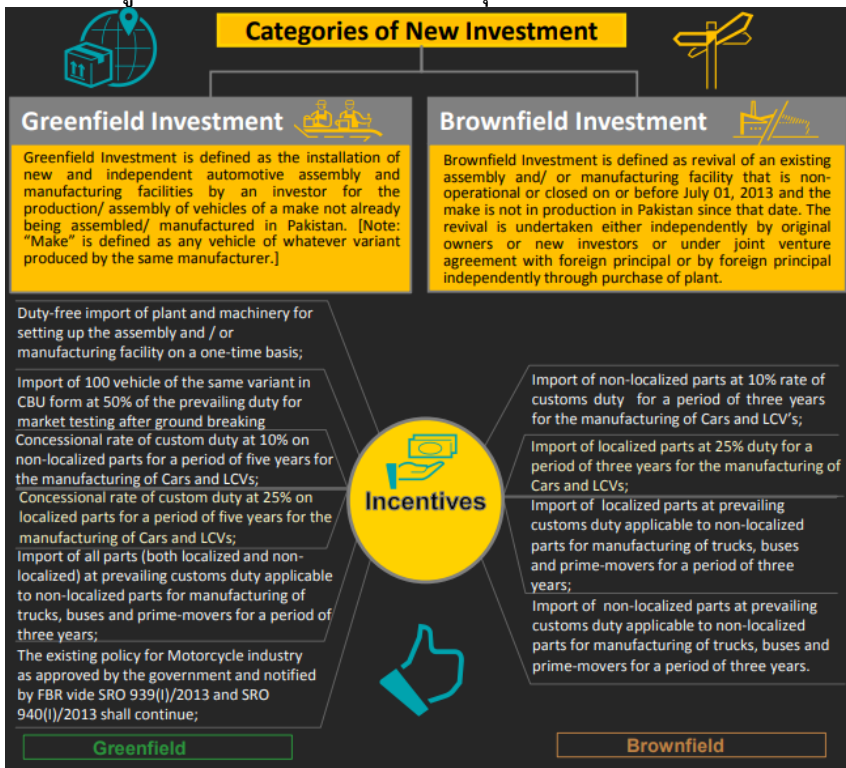 Categories of New Investment
Greenfield Investment
Greenfield Investment is defined as the installation of
new and independent automotive assembly and
manufacturing facilities by an investor for the
production/ assembly of vehicles of a make not already
being assembled/ manufactured in Pakistan. [Note:
“Make” is defined as any vehicle of whatever variant
produced by the same manufacturer.]
Brownfield Investment
Brownfield Investment is defined as revival of an existing
assembly and/ or manufacturing facility that is non-
operational or closed on or before July 01, 2013 and the
make is not in production in Pakistan since that date. The
revival is undertaken either independently by original
owners or new investors or under joint venture
agreement with foreign principal or by foreign principal
independently through purchase of plant.
Duty-free import of plant and machinery for
setting up the assembly and / or
manufacturing facility on a one-time basis;
Import of 100 vehicle of the same variant in
CBU form at 50% of the prevailing duty for
market testing after ground breaking
Concessional rate of custom duty at 10% on
non-localized parts for a period of five years for
the manufacturing of Cars and LCVs;
Concessional rate of custom duty at 25% on
localized parts for a period of five years for the
manufacturing of Cars and LCVs;
Import of all parts (both localized and non-
localized) at prevailing customs duty applicable
to non-localized parts for manufacturing of
trucks, buses and prime-movers for a period of
three years;
The existing policy for Motorcycle industry
as approved by the government and notified
by FBR vide SRO 939(I)/2013 and SRO
940(I)/2013 shall continue;
Greenfield
Incentives
Import of non-localized parts at 10% rate of
customs duty for a period of three years
for the manufacturing of Cars and LCV’s;
Import of localized parts at 25% duty for a
period of three years for the manufacturing of
Cars and LCVs;
Import of localized parts at prevailing
customs duty applicable to non-localized
parts for manufacturing of trucks, buses
and prime-movers for a period of three
years;
Import of non-localized parts at prevailing
customs duty applicable to non-localized
parts for manufacturing of trucks, buses and
prime-movers for a period of three years.
Brownfield